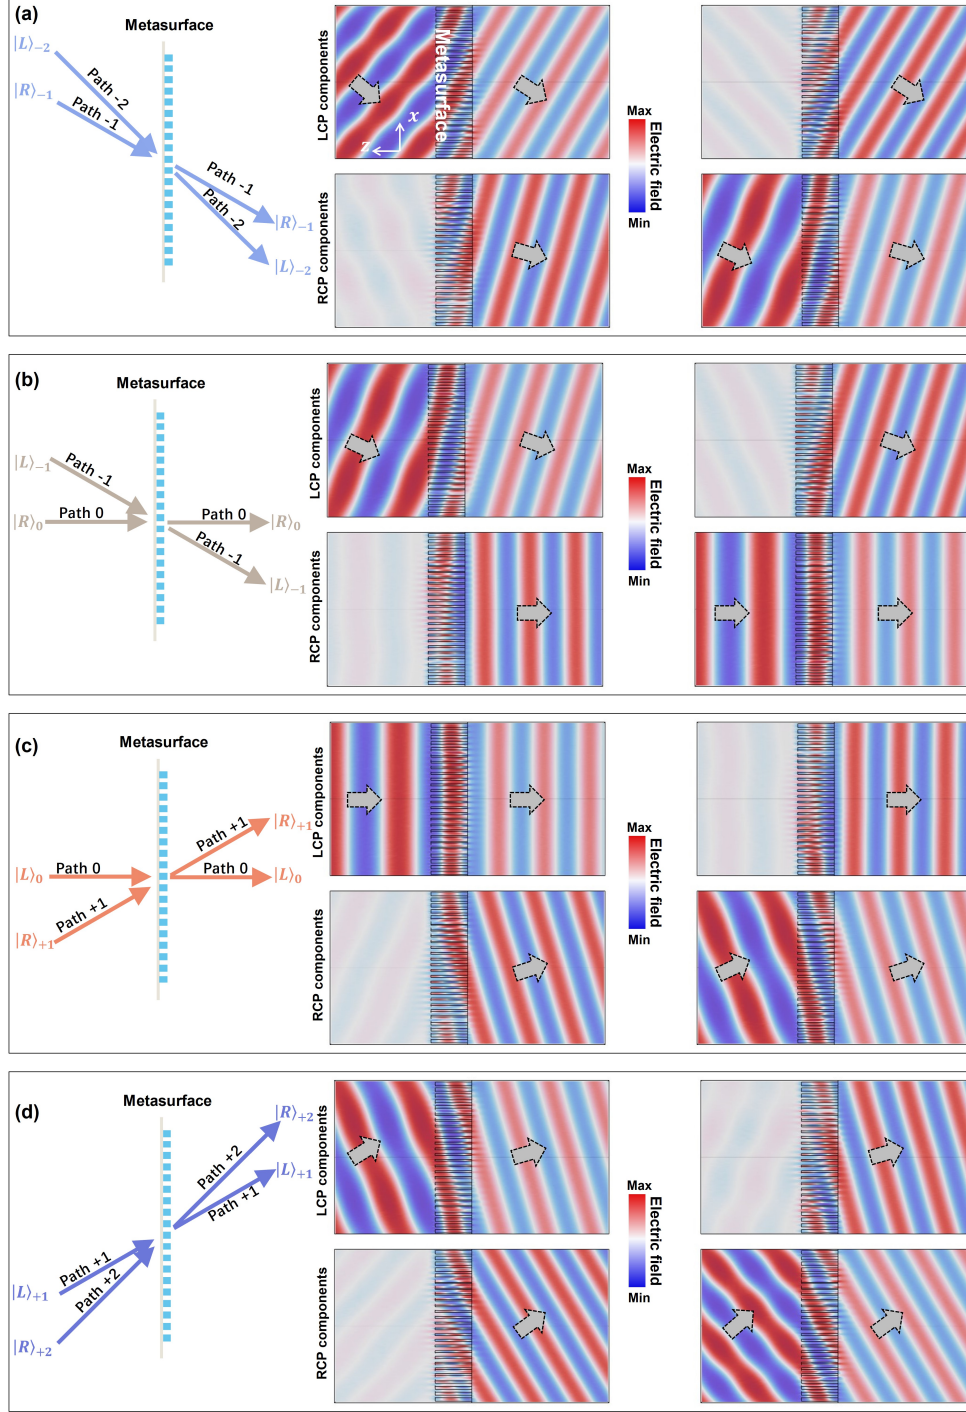 (a)
Metasurface
|L⟩₋₂
|R⟩₋₁
Path -2
Path -1
Path -1
Path -2
|R⟩₋₁
|L⟩₋₂
LCP components
RCP components
Metasurface
x
z
Max
Electric field
Min
(b)
Metasurface
|L⟩₋₁
|R⟩₀
Path -1
Path 0
Path 0
Path -1
|R⟩₀
|L⟩₋₁
LCP components
RCP components
Max
Electric field
Min
(c)
Metasurface
|L⟩₀
|R⟩₊₁
Path 0
Path +1
Path +1
Path 0
|R⟩₊₁
|L⟩₀
LCP components
RCP components
Max
Electric field
Min
(d)
Metasurface
|L⟩₊₁
|R⟩₊₂
Path +1
Path +2
Path +2
Path +1
|R⟩₊₂
|L⟩₊₁
LCP components
RCP components
Max
Electric field
Min